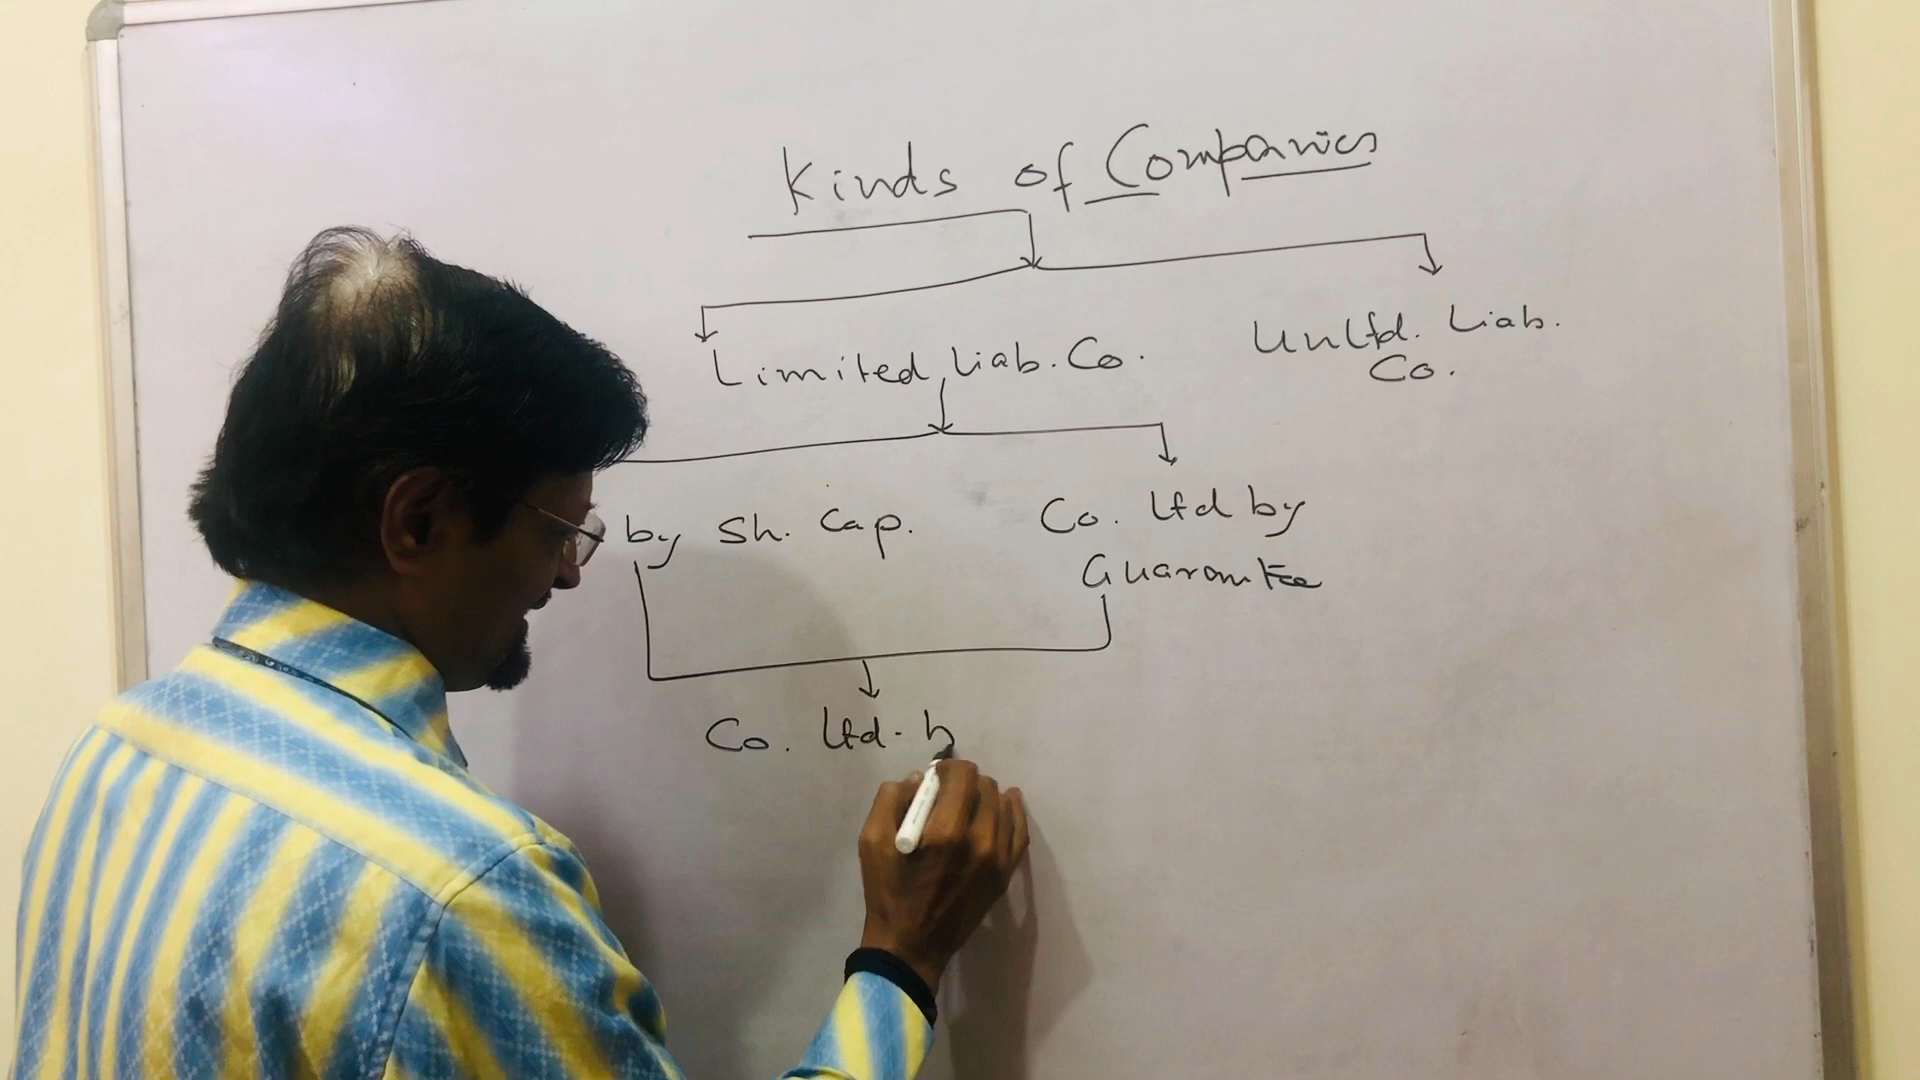 Kinds of Companies
Limited Liab. Co.
Unltd. Liab.
Co.
by Sh. Cap.
Co. Ltd by
Guarantee
Co. Ltd. b